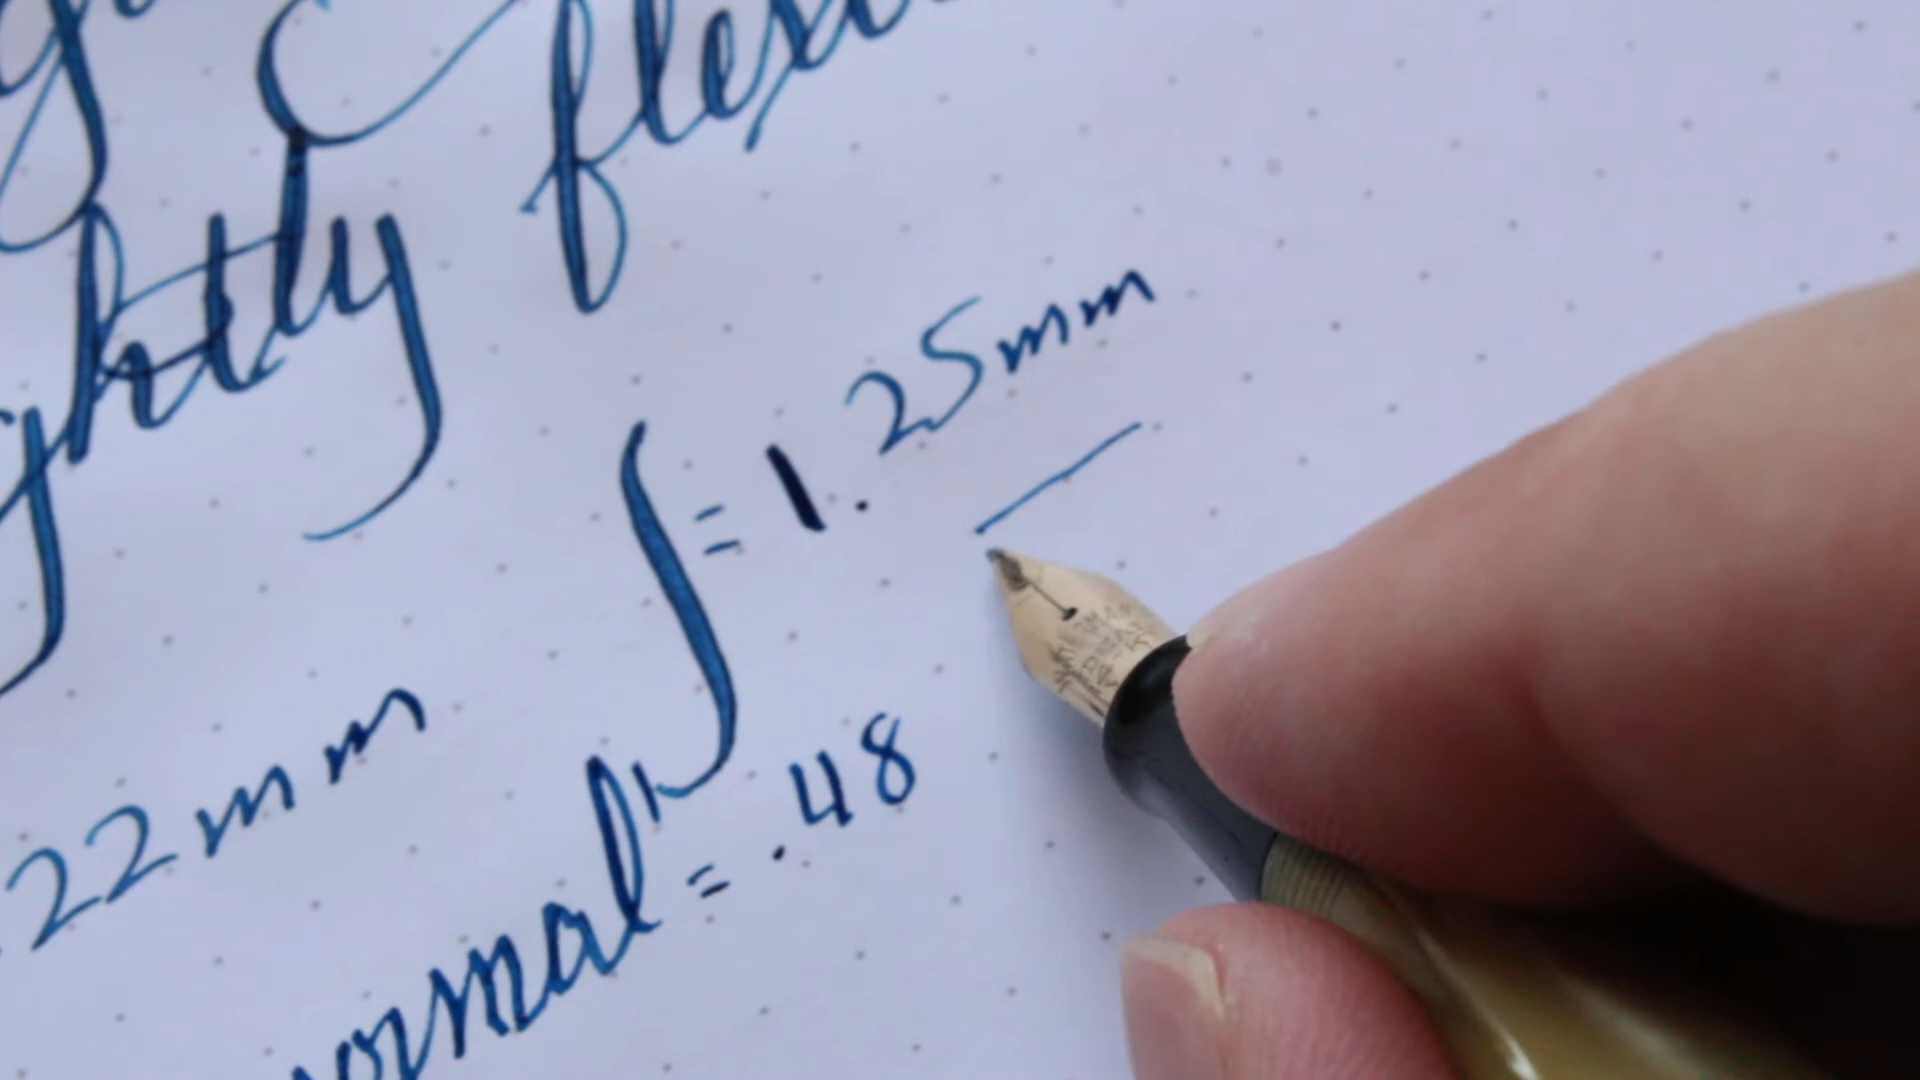 flex
ghtly
= 1.25mm
22mm
normal = .48